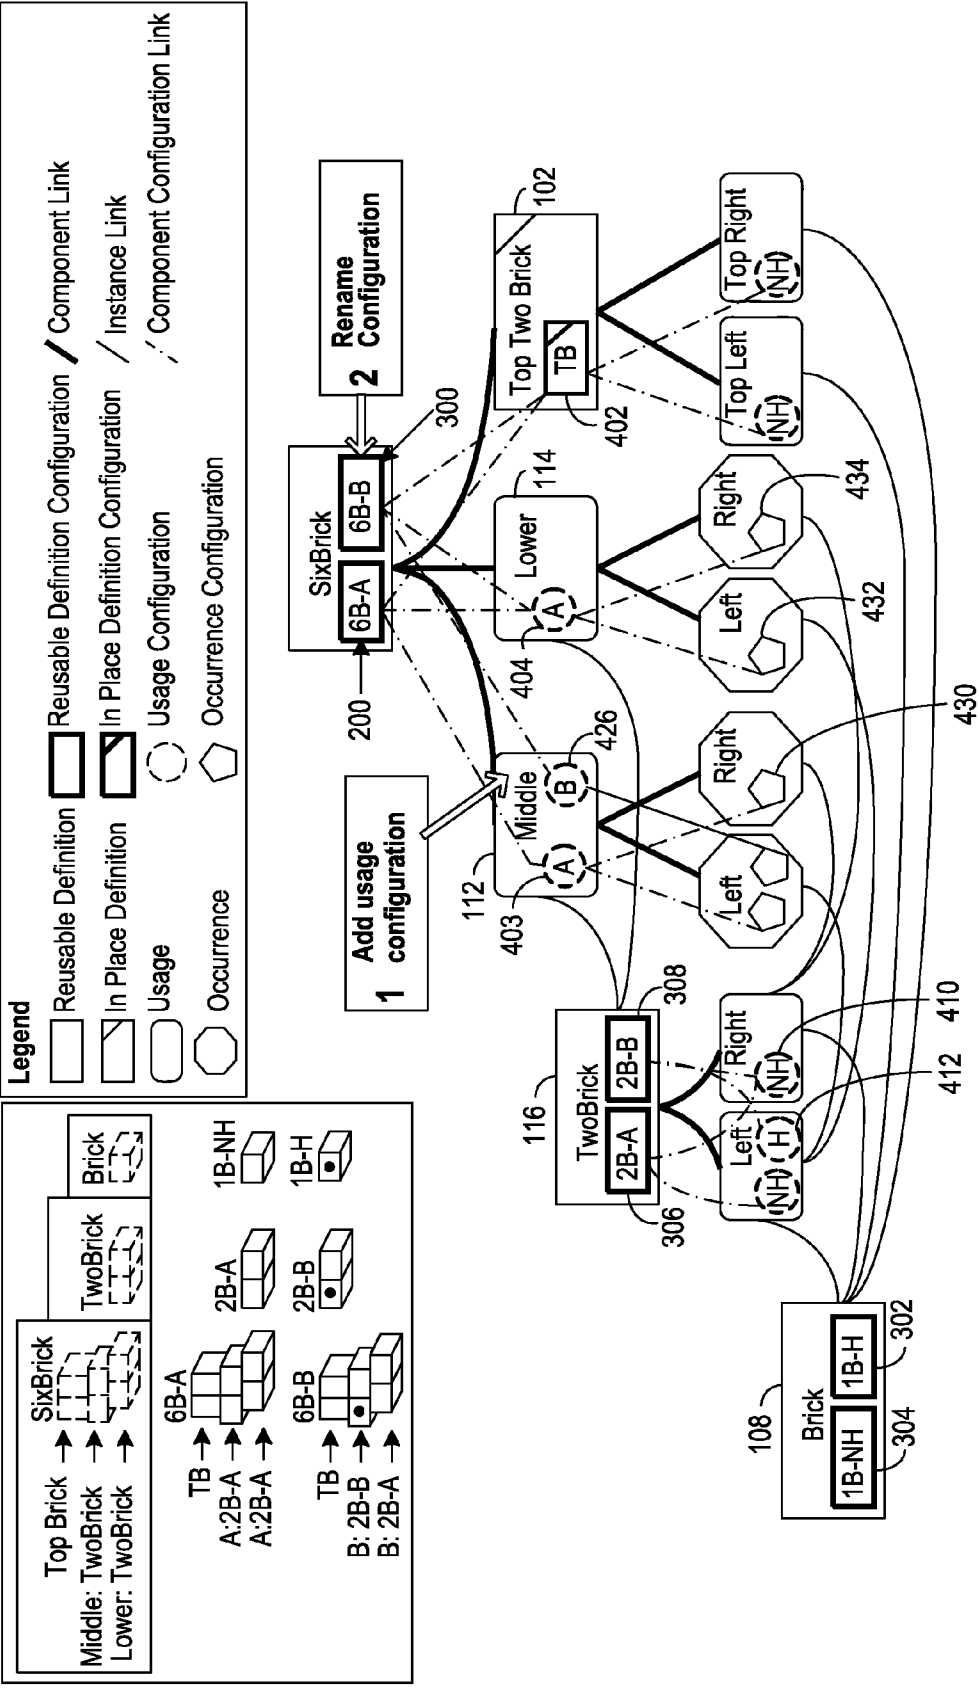 Top Brick
Middle: TwoBrick
Lower: TwoBrick
SixBrick
TwoBrick
Brick
TB
A:2B-A
A:2B-A
6B-A
2B-A
1B-NH
TB
B: 2B-B
B: 2B-A
6B-B
2B-B
1B-H
Legend
Reusable Definition
Reusable Definition Configuration
Component Link
In Place Definition
In Place Definition Configuration
Instance Link
Usage
Usage Configuration
Component Configuration Link
Occurrence
Occurrence Configuration
1
Add usage
configuration
2
Rename
Configuration
SixBrick
6B-A
6B-B
200
300
112
Middle
A
B
403
426
Lower
A
114
404
Top Two Brick
TB
102
402
116
TwoBrick
2B-A
2B-B
306
308
Left
NH
H
Right
NH
410
412
Left
Right
430
Left
Right
432
434
Top Left
NH
Top Right
NH
108
Brick
1B-NH
1B-H
304
302